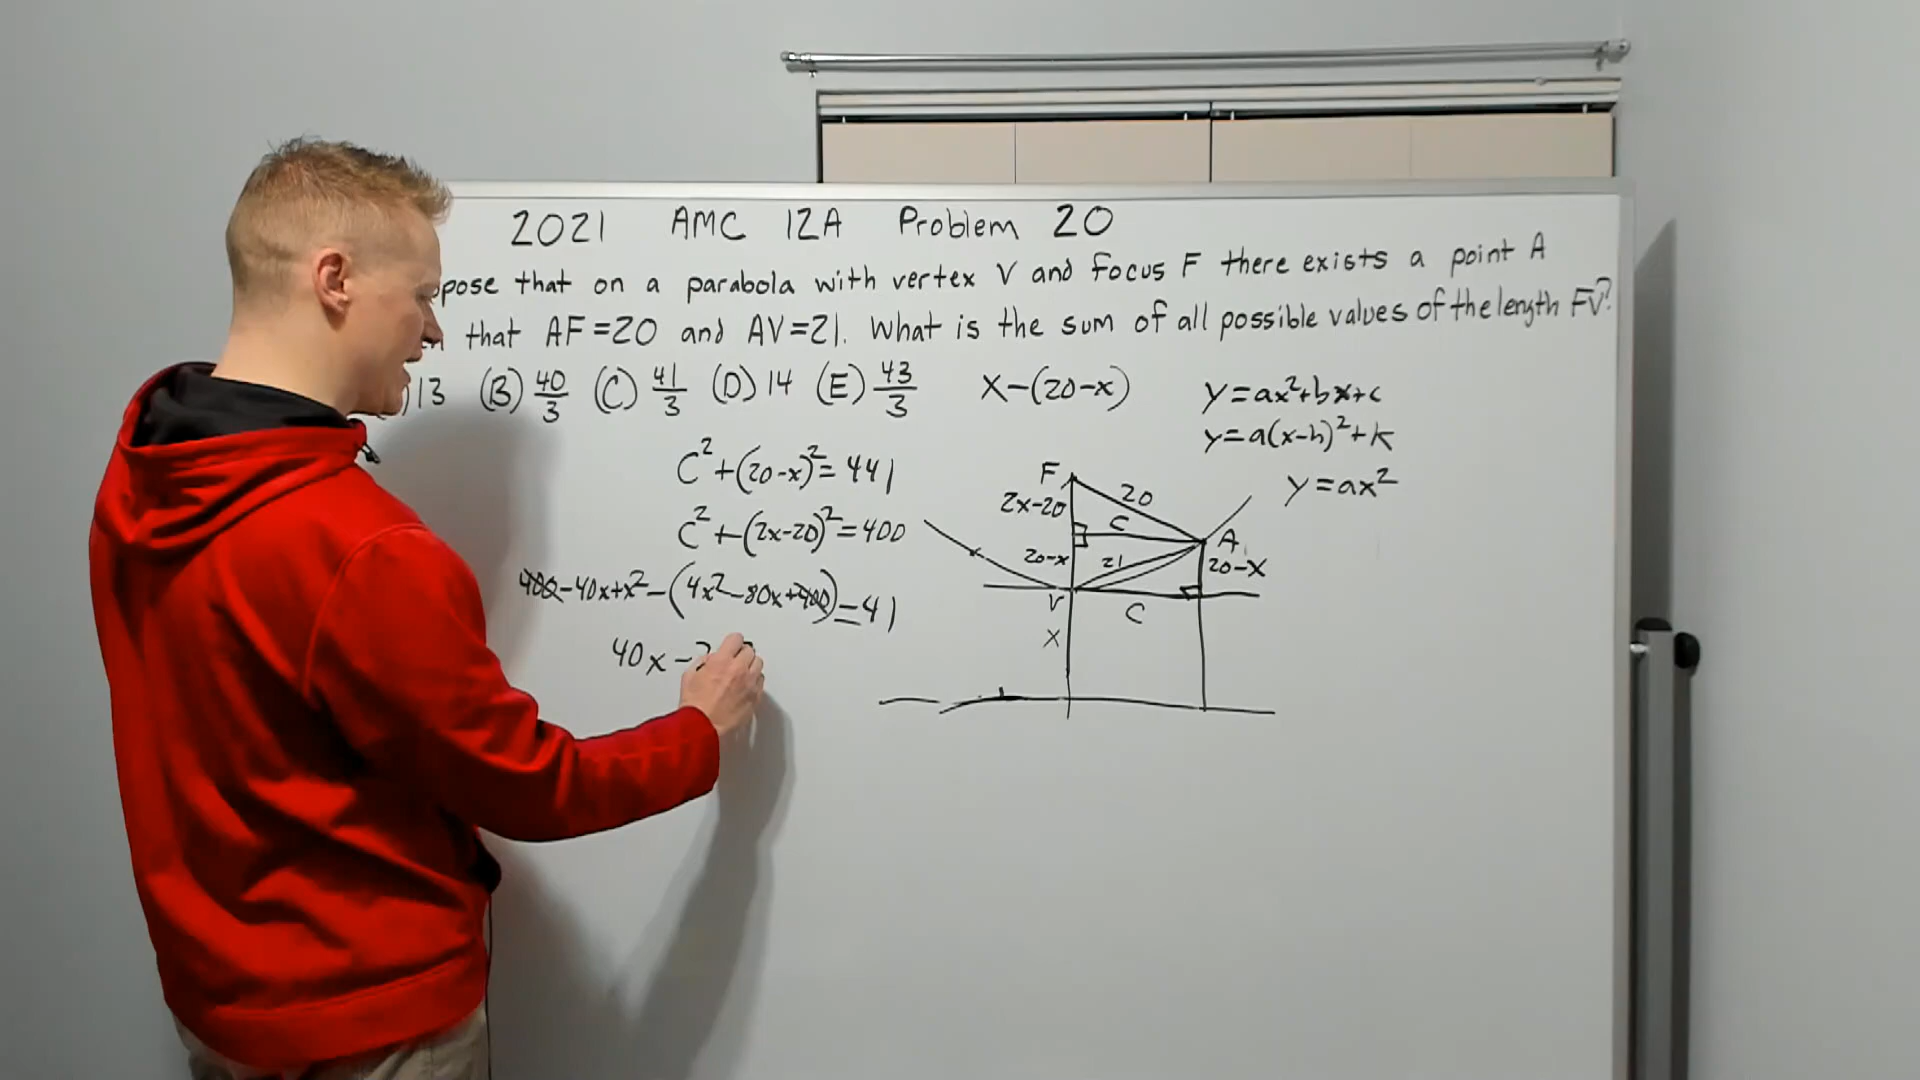 2021 AMC 12A Problem 20
pose that on a parabola with vertex V and focus F there exists a point A
that AF=20 and AV=21. What is the sum of all possible values of the length FV?
13 (B) 40/3 (C) 41/3 (D) 14 (E) 43/3
x-(20-x)
y=ax²+bx+c
y=a(x-h)²+k
y=ax²
C²+(20-x)²=441
C²+(2x-20)²=400
400-40x+x²-(4x²-80x+400)=41
40x-
F
20
2x-20
C
A
20-x
21
20-x
V
C
x